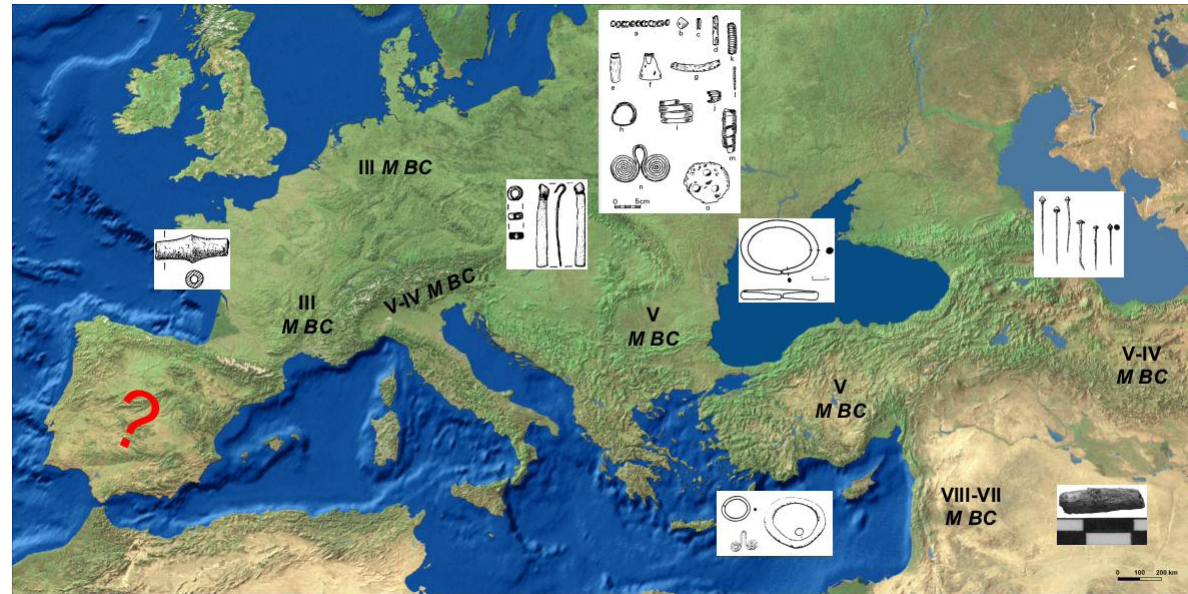 a b c d k
e f g l
h i j m
n o
0 5cm
III M BC
V-IV M BC
III
M BC
V
M BC
V-IV
M BC
?
V
M BC
VIII-VII
M BC
0 100 200 km